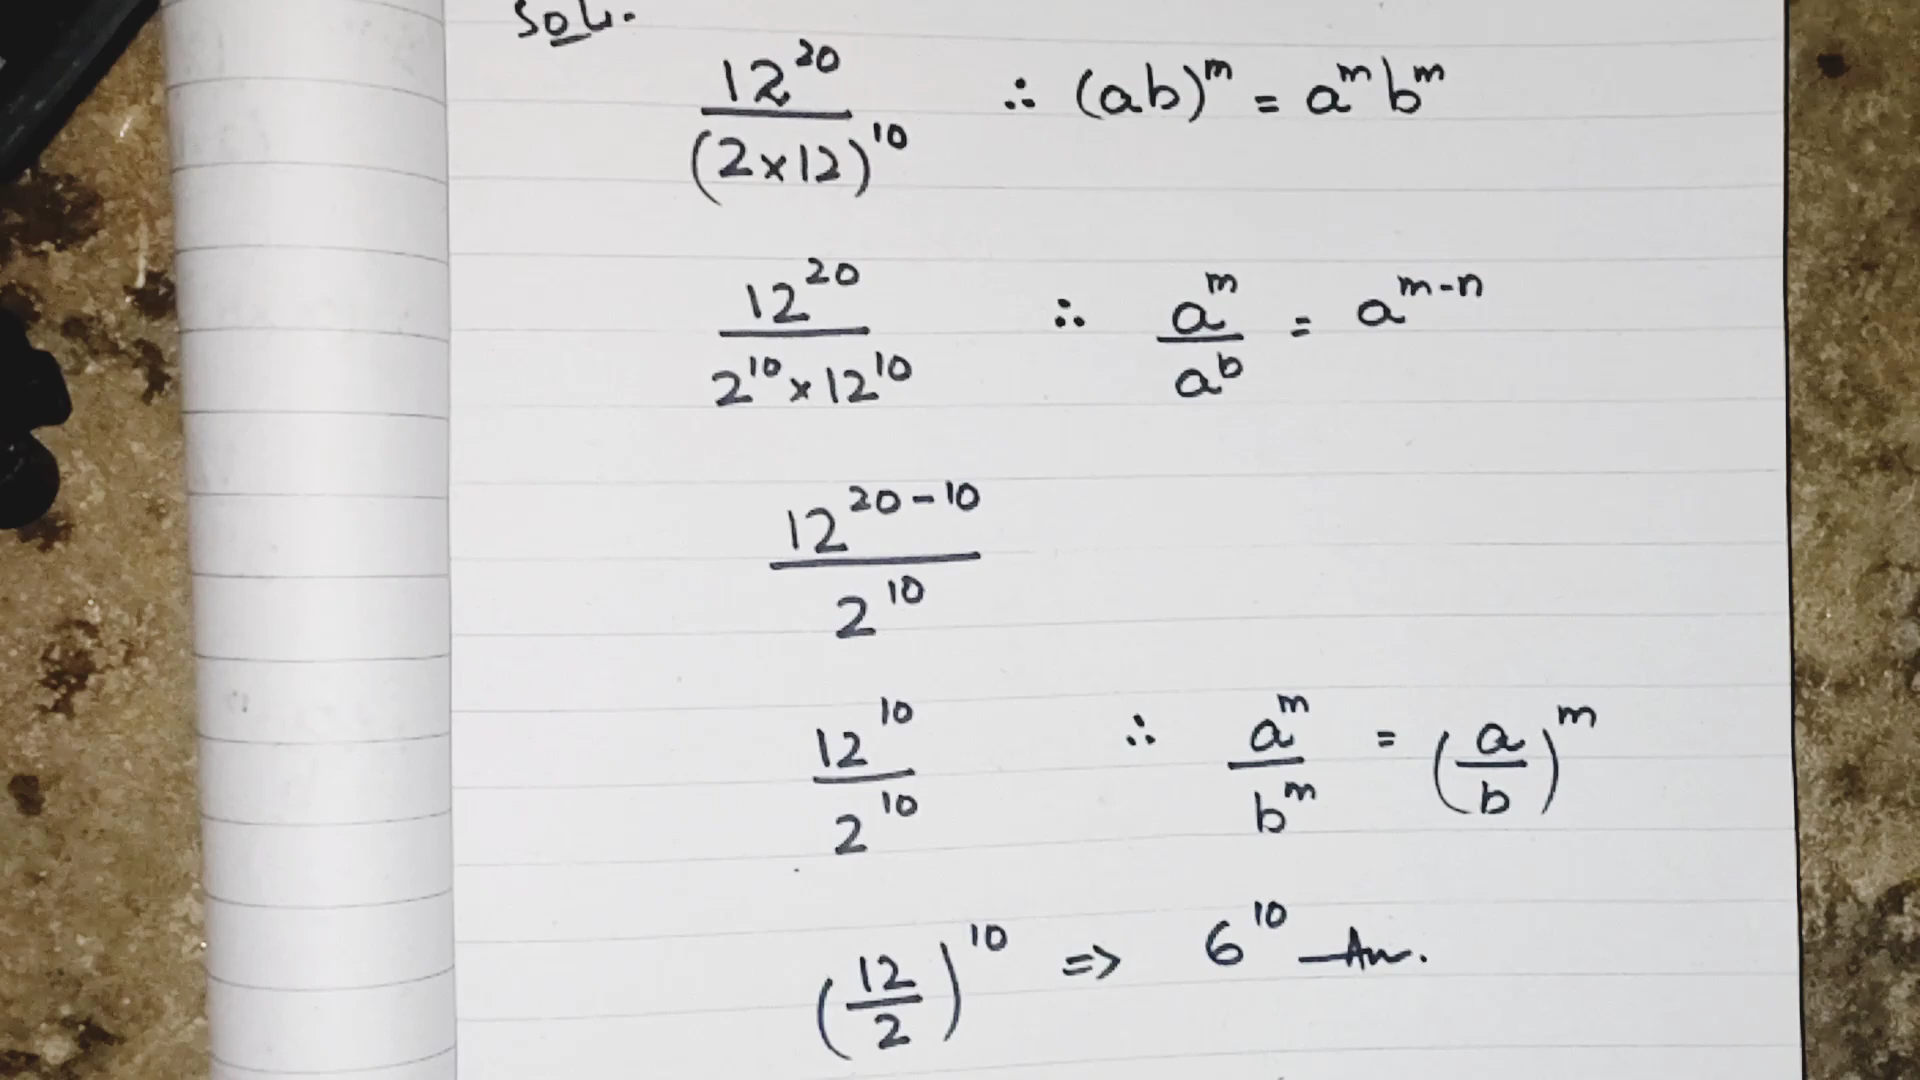 Sol.
12^20 / (2×12)^10 ∴ (ab)^m = a^m b^m
12^20 / 2^10 × 12^10 ∴ a^m / a^b = a^m-n
12^20-10 / 2^10
12^10 / 2^10 ∴ a^m / b^m = (a/b)^m
(12/2)^10 => 6^10 An.